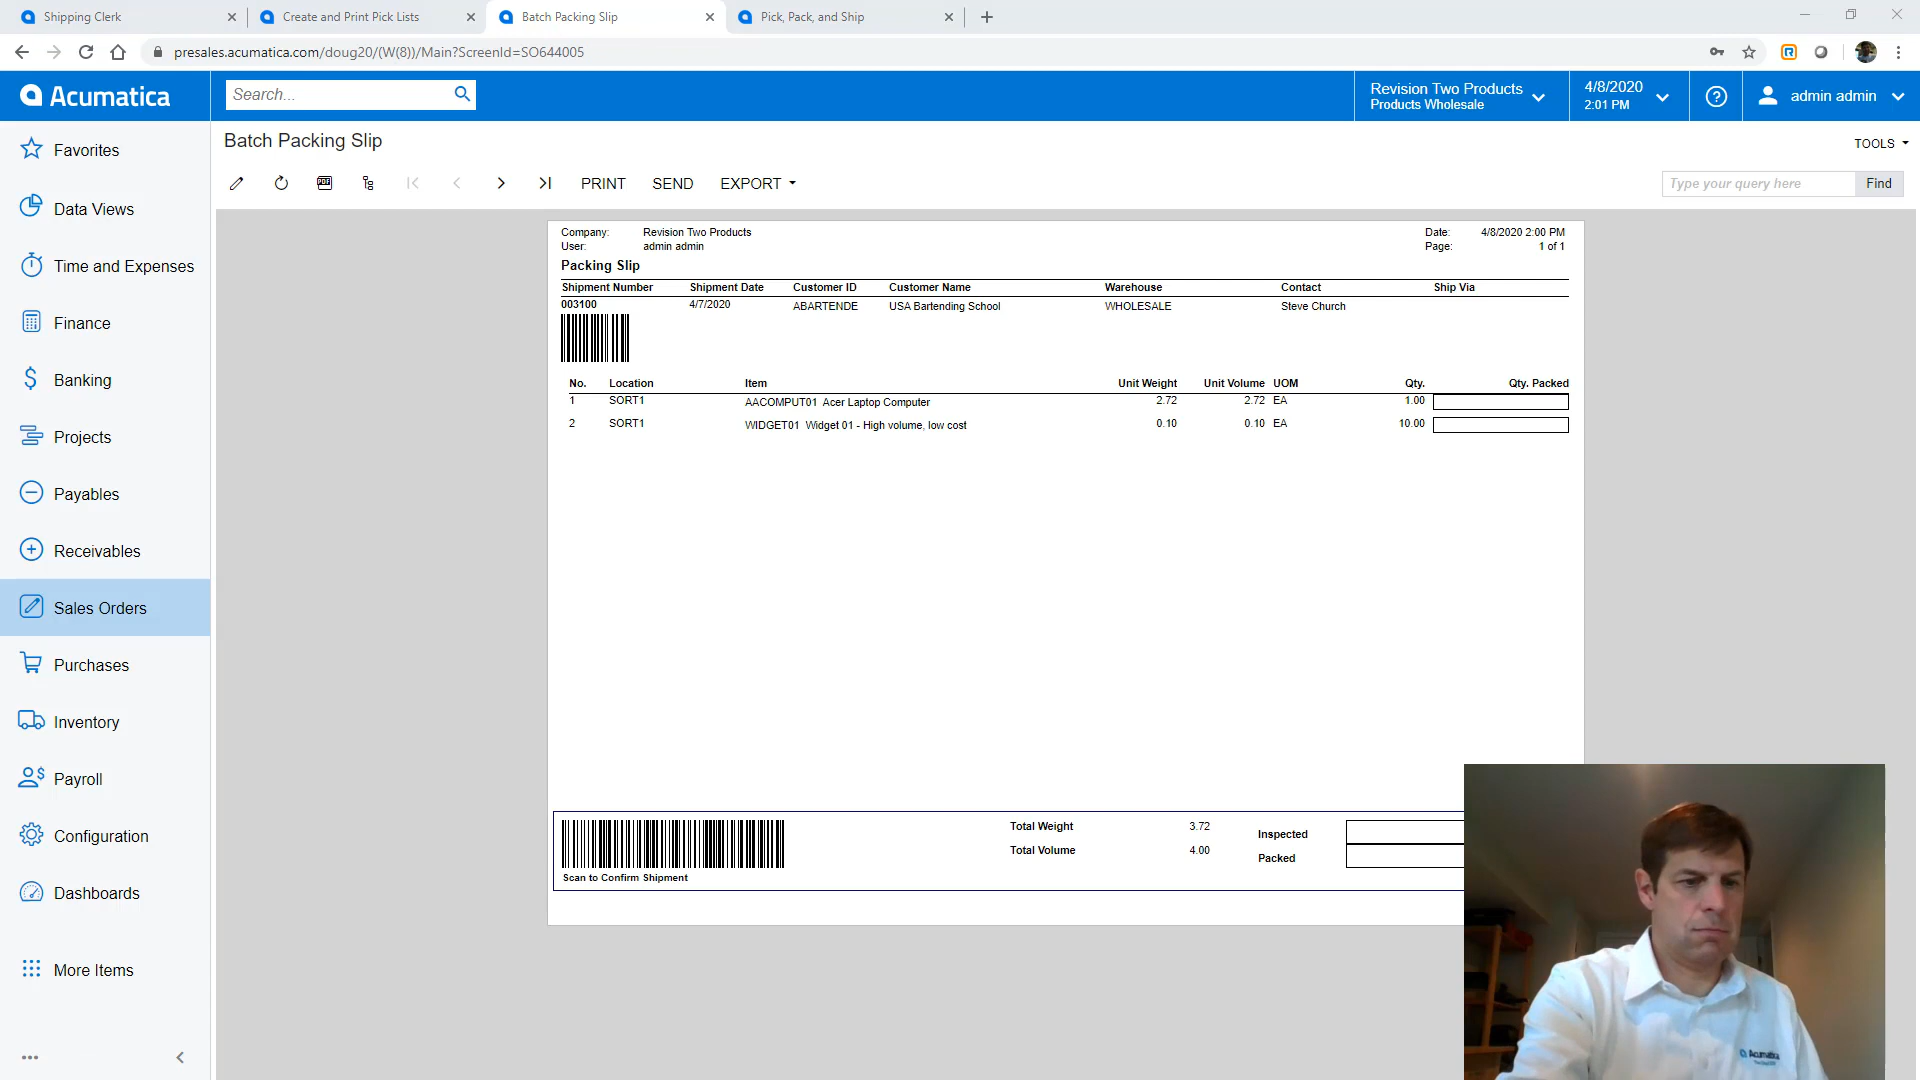 Shipping Clerk
Create and Print Pick Lists
Batch Packing Slip
Pick, Pack, and Ship
presales.acumatica.com/doug20/(W(8))/Main?ScreenId=SO644005
Acumatica
Search...
Revision Two Products
Products Wholesale
4/8/2020
2:01 PM
admin admin
Favorites
Data Views
Time and Expenses
Finance
Banking
Projects
Payables
Receivables
Sales Orders
Purchases
Inventory
Payroll
Configuration
Dashboards
More Items
Batch Packing Slip
TOOLS
PRINT SEND EXPORT
Type your query here Find
Company: Revision Two Products Date: 4/8/2020 2:00 PM
User: admin admin Page: 1 of 1
Packing Slip
Shipment Number Shipment Date Customer ID Customer Name Warehouse Contact Ship Via
003100 4/7/2020 ABARTENDE USA Bartending School WHOLESALE Steve Church
No. Location Item Unit Weight Unit Volume UOM Qty. Qty. Packed
1 SORT1 AACOMPUT01 Acer Laptop Computer 2.72 2.72 EA 1.00
2 SORT1 WIDGET01 Widget 01 - High volume, low cost 0.10 0.10 EA 10.00
Total Weight 3.72 Inspected
Total Volume 4.00 Packed
Scan to Confirm Shipment
Acumatica